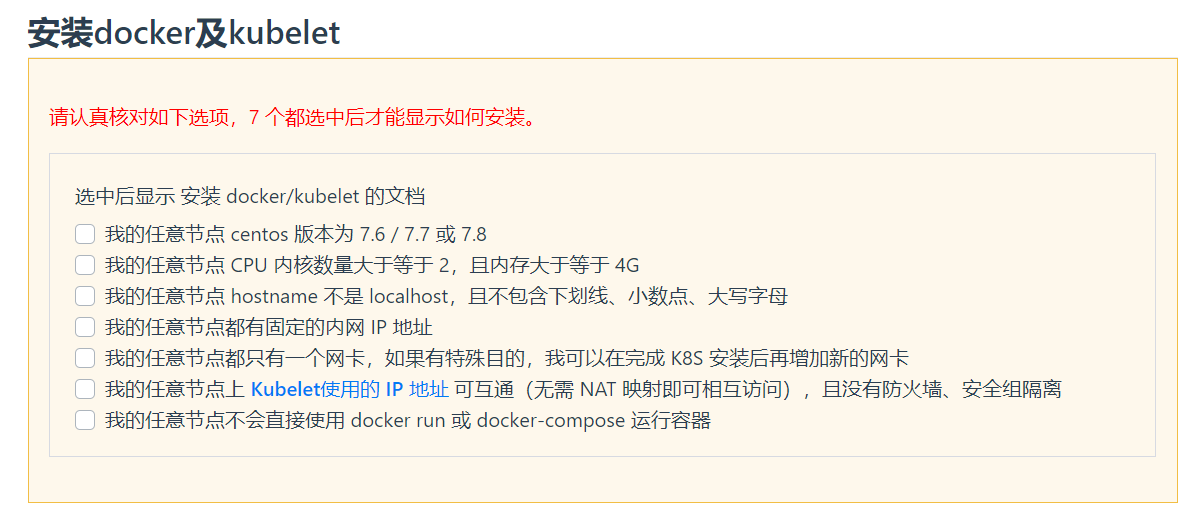 安装docker及kubelet
请认真核对如下选项，7 个都选中后才能显示如何安装。
选中后显示 安装 docker/kubelet 的文档
我的任意节点 centos 版本为 7.6 / 7.7 或 7.8
我的任意节点 CPU 内核数量大于等于 2，且内存大于等于 4G
我的任意节点 hostname 不是 localhost，且不包含下划线、小数点、大写字母
我的任意节点都有固定的内网 IP 地址
我的任意节点都只有一个网卡，如果有特殊目的，我可以在完成 K8S 安装后再增加新的网卡
我的任意节点上 Kubelet使用的 IP 地址 可互通（无需 NAT 映射即可相互访问），且没有防火墙、安全组隔离
我的任意节点不会直接使用 docker run 或 docker-compose 运行容器